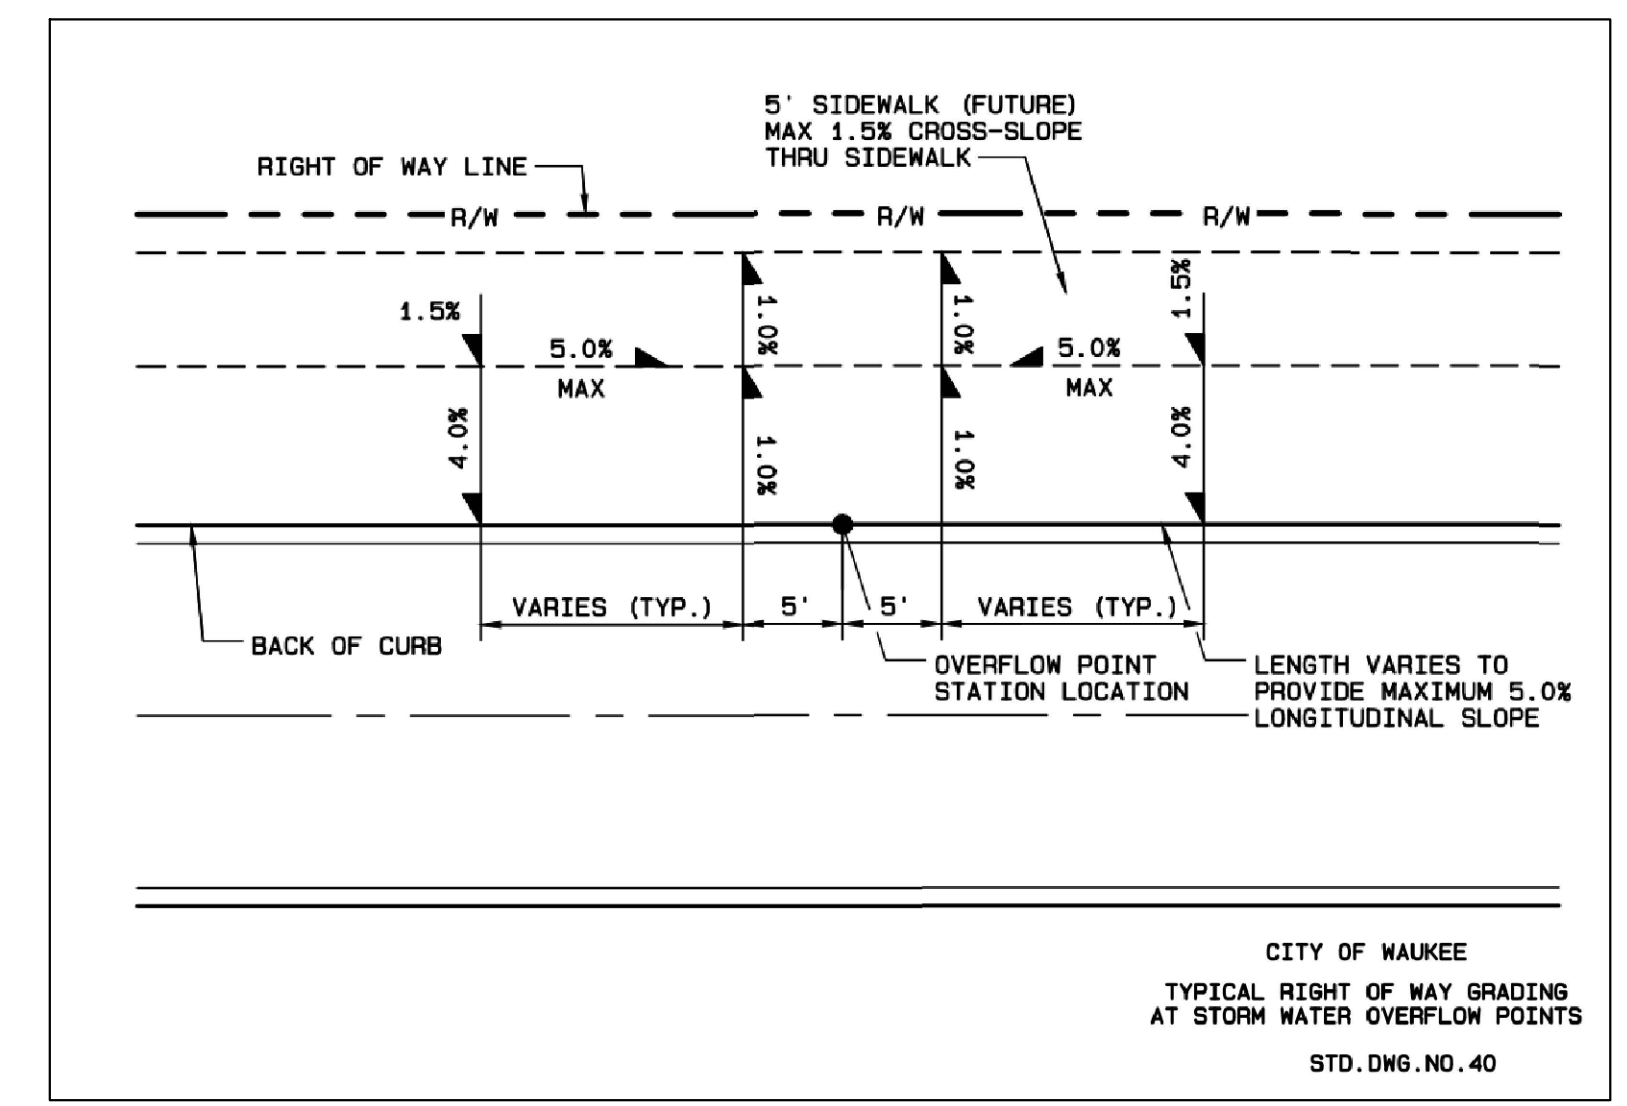 5' SIDEWALK (FUTURE)
MAX 1.5% CROSS-SLOPE
THRU SIDEWALK
RIGHT OF WAY LINE
R/W
R/W
R/W
1.5%
1.0%
1.0%
1.5%
5.0%
MAX
5.0%
MAX
4.0%
1.0%
1.0%
4.0%
VARIES (TYP.)
5'
5'
VARIES (TYP.)
BACK OF CURB
OVERFLOW POINT
STATION LOCATION
LENGTH VARIES TO
PROVIDE MAXIMUM 5.0%
LONGITUDINAL SLOPE
CITY OF WAUKEE
TYPICAL RIGHT OF WAY GRADING
AT STORM WATER OVERFLOW POINTS
STD.DWG.NO.40